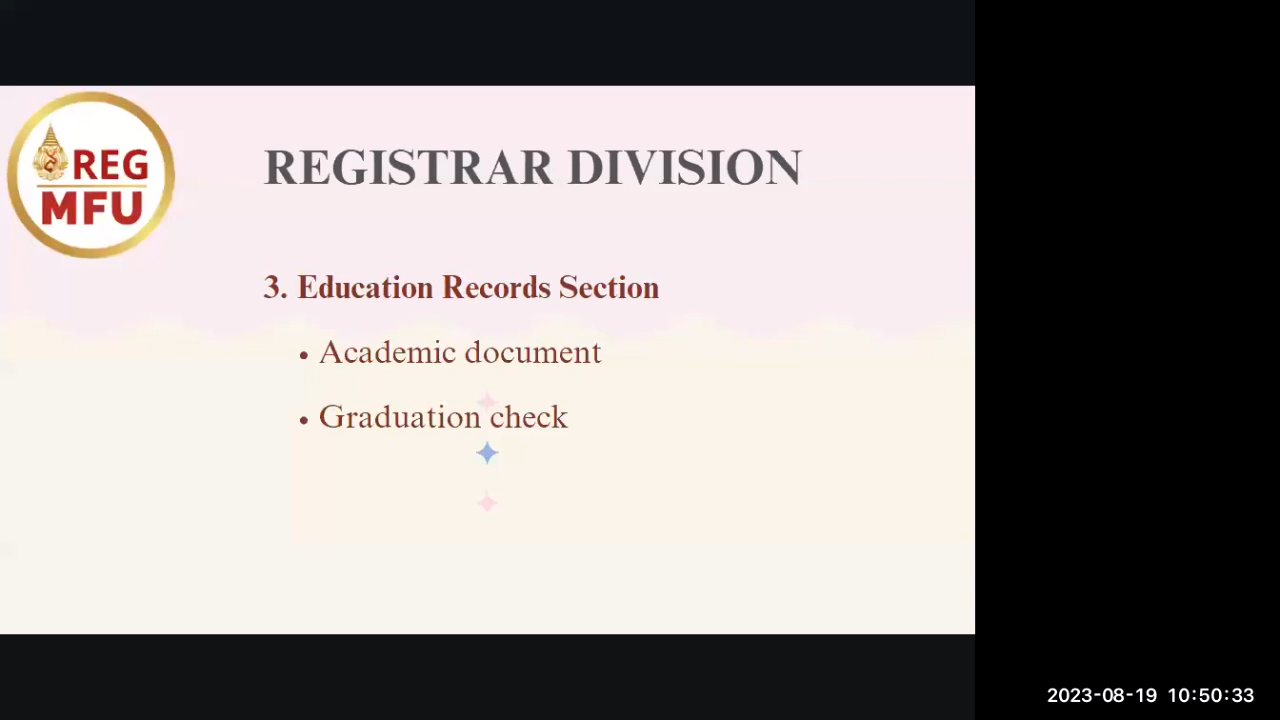 REG
MFU
REGISTRAR DIVISION
3. Education Records Section
• Academic document
• Graduation check
2023-08-19 10:50:33